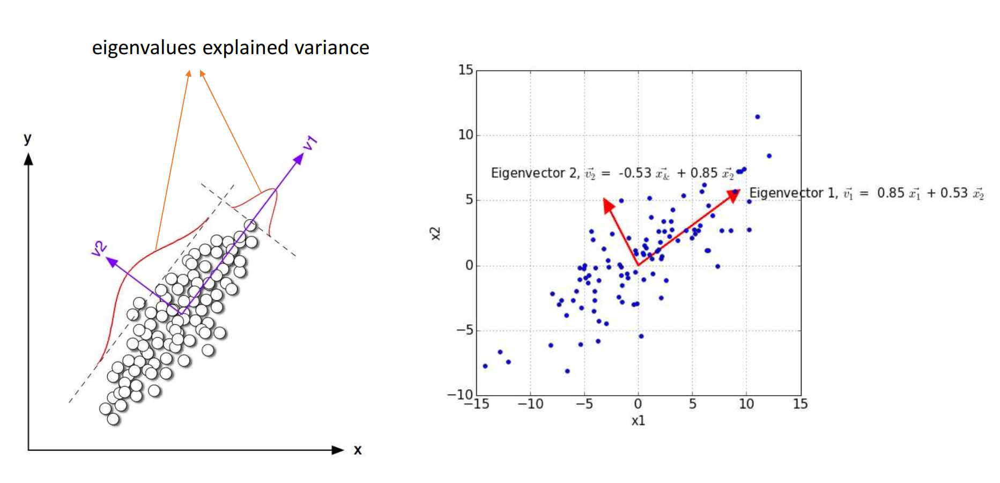 eigenvalues explained variance
y
v1
v2
x
15
10
5
0
−5
−10
x2
Eigenvector 2, v⃗₂ = -0.53 x⃗& + 0.85 x⃗₂
Eigenvector 1, v⃗₁ = 0.85 x⃗₁ + 0.53 x⃗₂
−15 −10 −5 0 5 10 15
x1